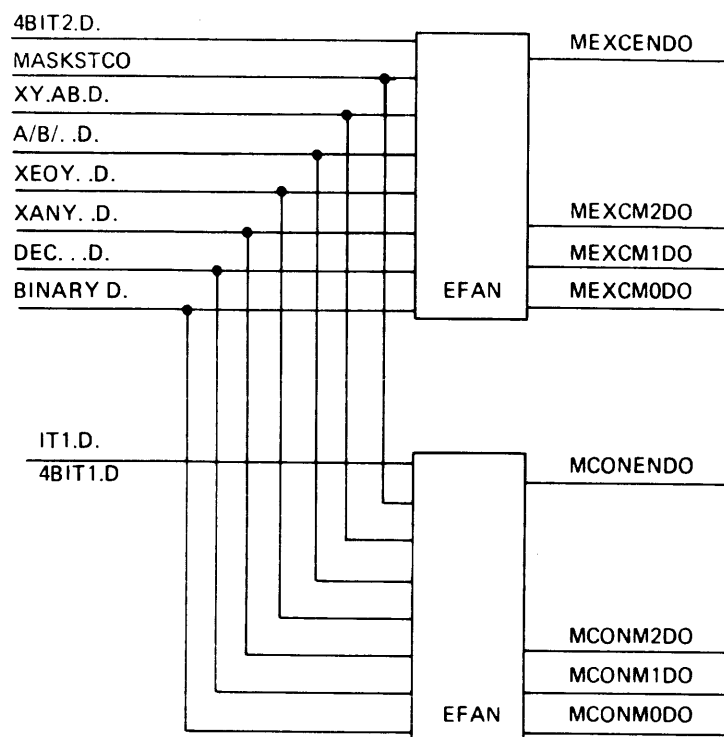 4BIT2.D.
MEXCENDO
MASKSTCO
XY.AB.D.
A/B/..D.
XEOY..D.
XANY..D.
MEXCM2DO
DEC...D.
MEXCM1DO
BINARY D.
EFAN
MEXCM0DO
IT1.D.
MCONENDO
4BIT1.D
MCONM2DO
MCONM1DO
EFAN
MCONM0DO